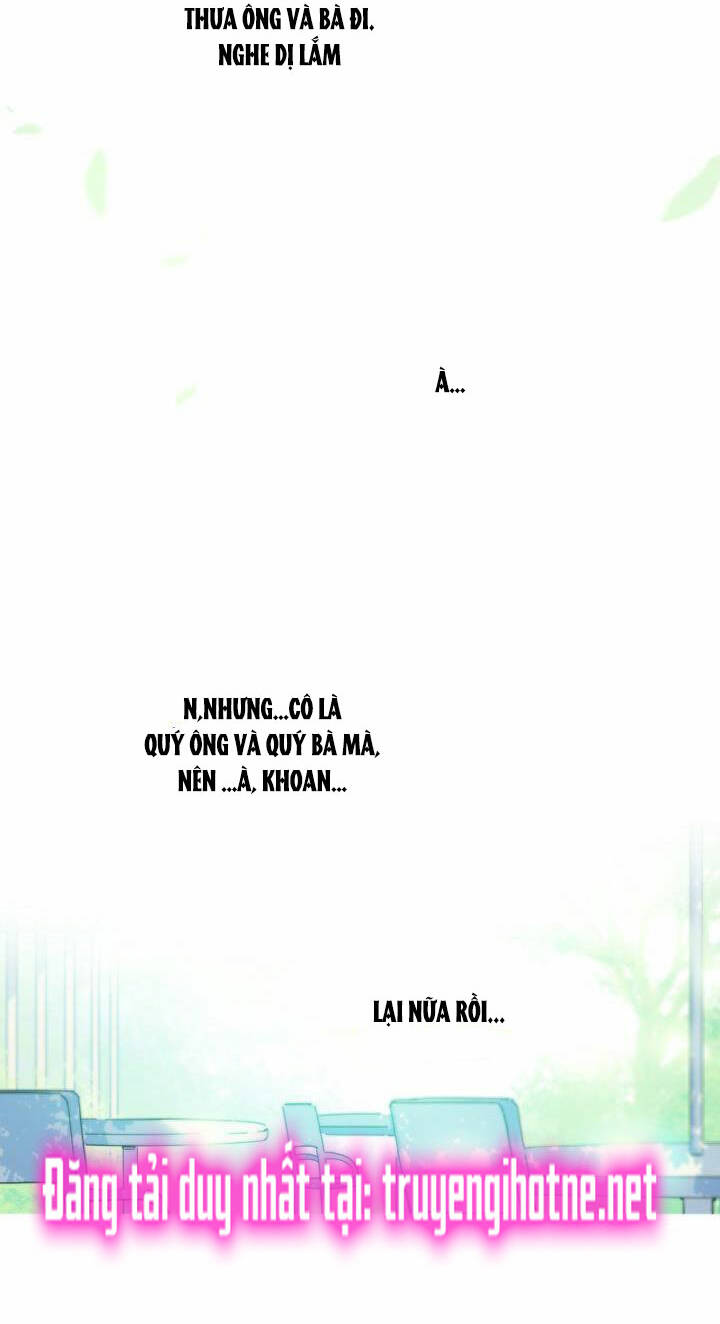 THƯA ÔNG VÀ BÀ ĐI.
NGHE DỊ LẮM
À...
N,NHƯNG...CÔ LÀ
QUÝ ÔNG VÀ QUÝ BÀ MÀ,
NÊN ...À, KHOAN...
LẠI NỮA RỒI...
Đăng tải duy nhất tại: truyengihotne.net